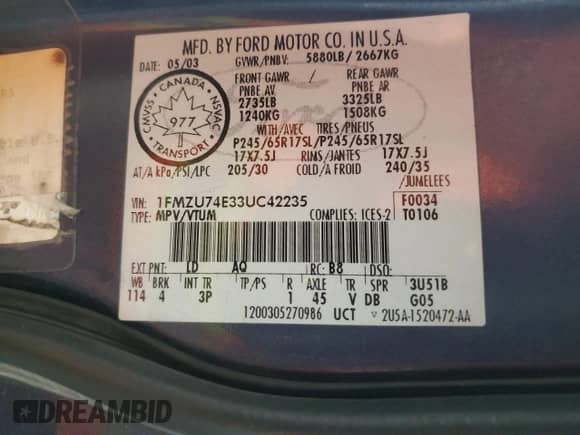 MFD. BY FORD MOTOR CO. IN U.S.A.
DATE: 05/03 GVWR/PNBV: 5880LB/ 2667KG
FRONT GAWR / REAR GAWR
PNBE AV PNBE AR
2735LB 3325LB
1240KG 1508KG
WITH/AVEC TIRES/PNEUS
P245/65R17SL/P245/65R17SL
17X7.5J RIMS/JANTES 17X7.5J
AT/A kPa/PSI/LPC 205/30 COLD/A FROID 240/35
/JUMELEES
CMVSS CANADA NSVAC
977
TRANSPORT
VIN: 1FMZU74E33UC42235 F0034
TYPE: MPV/VTUM COMPLIES: ICES-2 T0106
EXT PNT: LD AQ RC: B8 DSO:
WB BRK INT TR TP/PS R AXLE TR SPR 3U51B
114 4 3P 1 45 V DB G05
1200305270986 UCT ▽ 2U5A-1520472-AA
DREAMBID